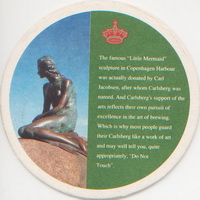 The famous "Little Mermaid"
sculpture in Copenhagen Harbour
was actually donated by Carl
Jacobsen, after whom Carlsberg was
named. And Carlsberg's support of the
arts reflects their own pursuit of
excellence in the art of brewing.
Which is why most people guard
their Carlsberg like a work of art
and may well tell you, quite
appropriately, "Do Not
Touch".